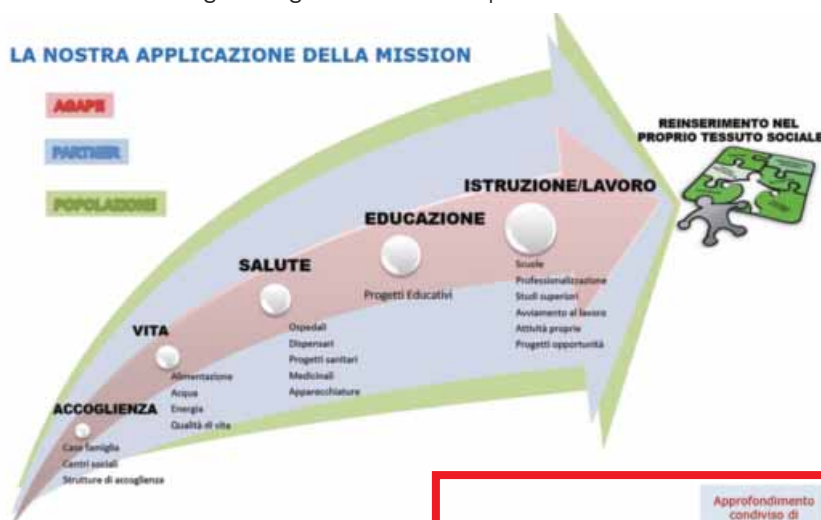 LA NOSTRA APPLICAZIONE DELLA MISSION
AGAPE
PARTNER
POPOLAZIONE
REINSERIMENTO NEL
PROPRIO TESSUTO SOCIALE
ISTRUZIONE/LAVORO
Scuole
Professionalizzazione
Studi superiori
Avviamento al lavoro
Attività proprie
Progetti opportunità
EDUCAZIONE
Progetti Educativi
SALUTE
Ospedali
Dispensari
Progetti sanitari
Medicinali
Apparecchiature
VITA
Alimentazione
Acqua
Energia
Qualità di vita
ACCOGLIENZA
Case famiglia
Centri sociali
Strutture di accoglienza
Approfondimento
condiviso di